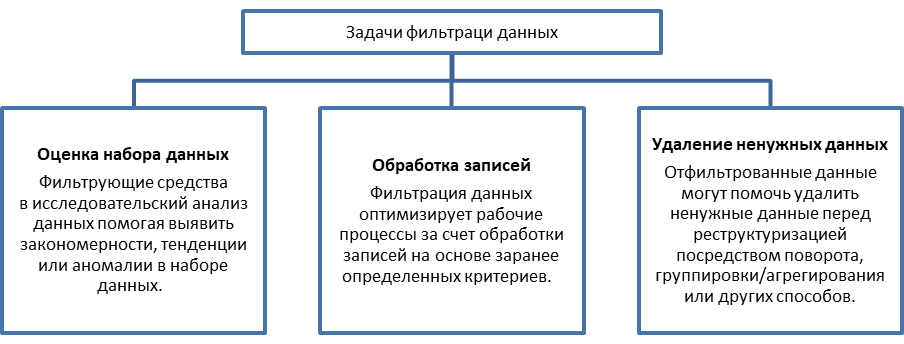 Задачи фильтраци данных
Оценка набора данных
Фильтрующие средства
в исследовательский анализ
данных помогая выявить
закономерности, тенденции
или аномалии в наборе
данных.
Обработка записей
Фильтрация данных
оптимизирует рабочие
процессы за счет обработки
записей на основе заранее
определенных критериев.
Удаление ненужных данных
Отфильтрованные данные
могут помочь удалить
ненужные данные перед
реструктуризацией
посредством поворота,
группировки/агрегирования
или других способов.